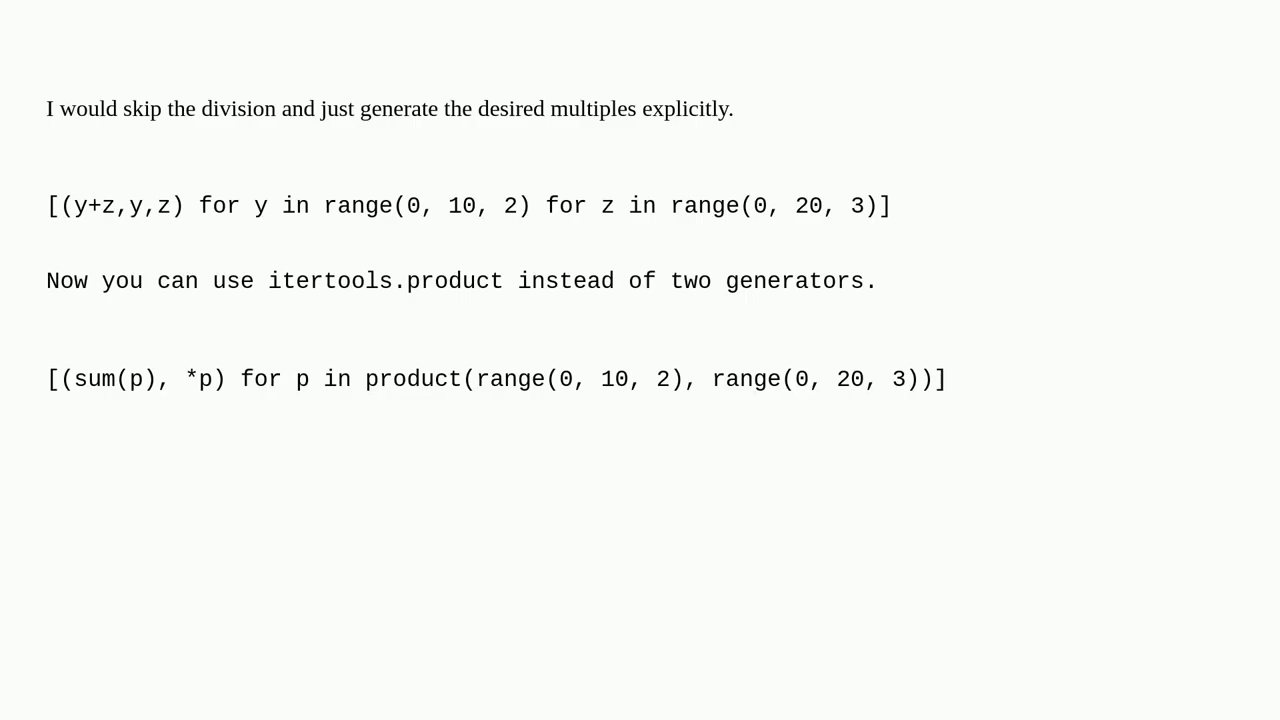 I would skip the division and just generate the desired multiples explicitly.
[(y+z,y,z) for y in range(0, 10, 2) for z in range(0, 20, 3)]
Now you can use itertools.product instead of two generators.
[(sum(p), *p) for p in product(range(0, 10, 2), range(0, 20, 3))]